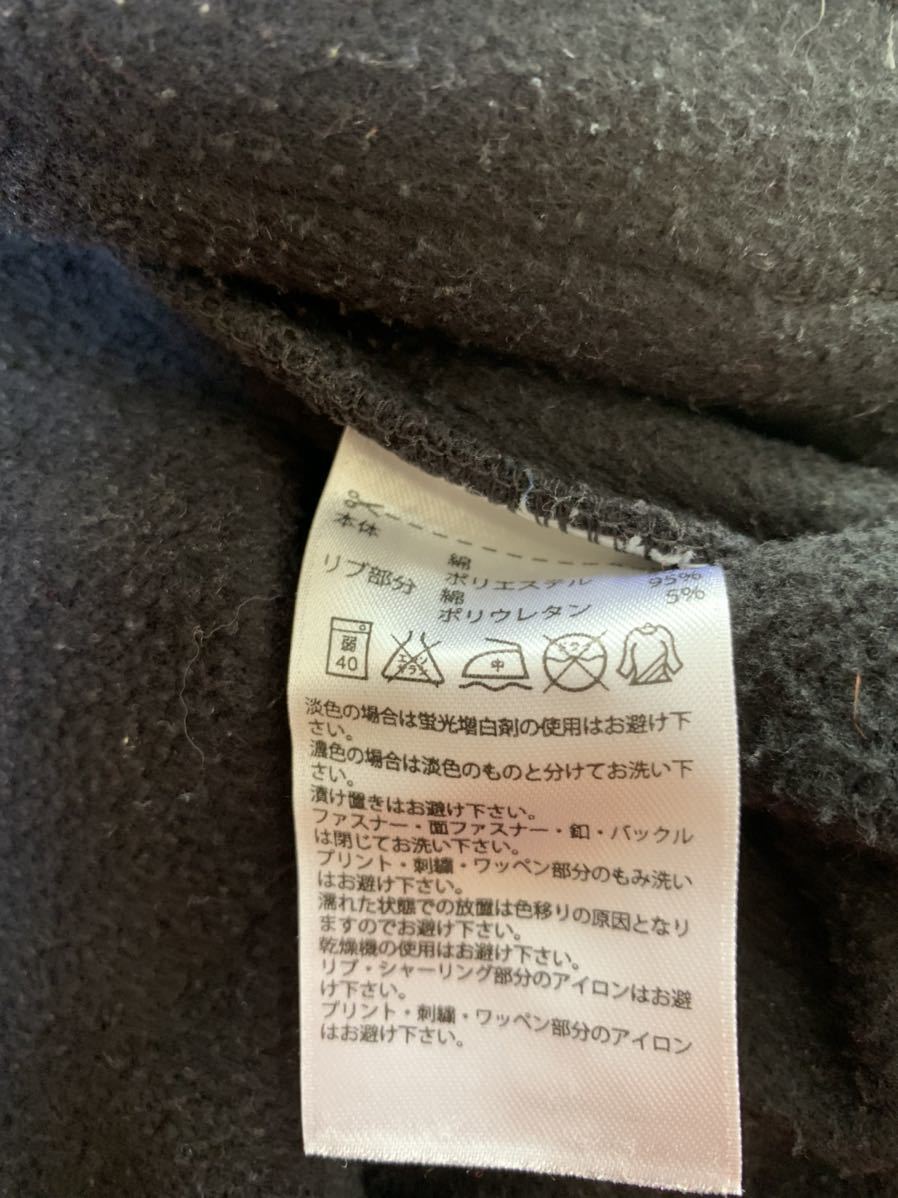 本体 綿
ポリエステル 95%
リブ部分 綿 5%
ポリウレタン
弱
40
エンソ
サラシ
中
ドライ
淡色の場合は蛍光増白剤の使用はお避け下
さい。
濃色の場合は淡色のものと分けてお洗い下
さい。
漬け置きはお避け下さい。
ファスナー・面ファスナー・釦・バックル
は閉じてお洗い下さい。
プリント・刺繍・ワッペン部分のもみ洗い
はお避け下さい。
濡れた状態での放置は色移りの原因となり
ますのでお避け下さい。
乾燥機の使用はお避け下さい。
リブ・シャーリング部分のアイロンはお避
け下さい。
プリント・刺繍・ワッペン部分のアイロン
はお避け下さい。